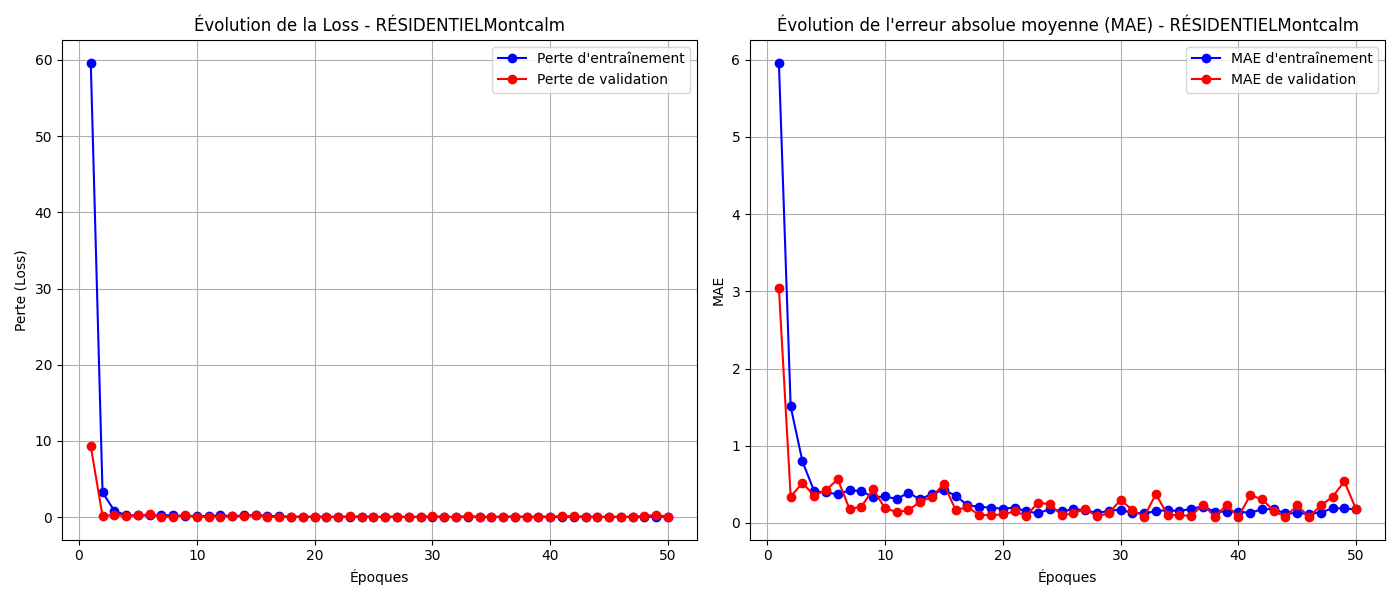 Évolution de la Loss - RÉSIDENTIELMontcalm
Perte d'entraînement
Perte de validation
60
50
40
30
20
10
0
Perte (Loss)
0 10 20 30 40 50
Époques
Évolution de l'erreur absolue moyenne (MAE) - RÉSIDENTIELMontcalm
MAE d'entraînement
MAE de validation
6
5
4
3
2
1
0
MAE
0 10 20 30 40 50
Époques